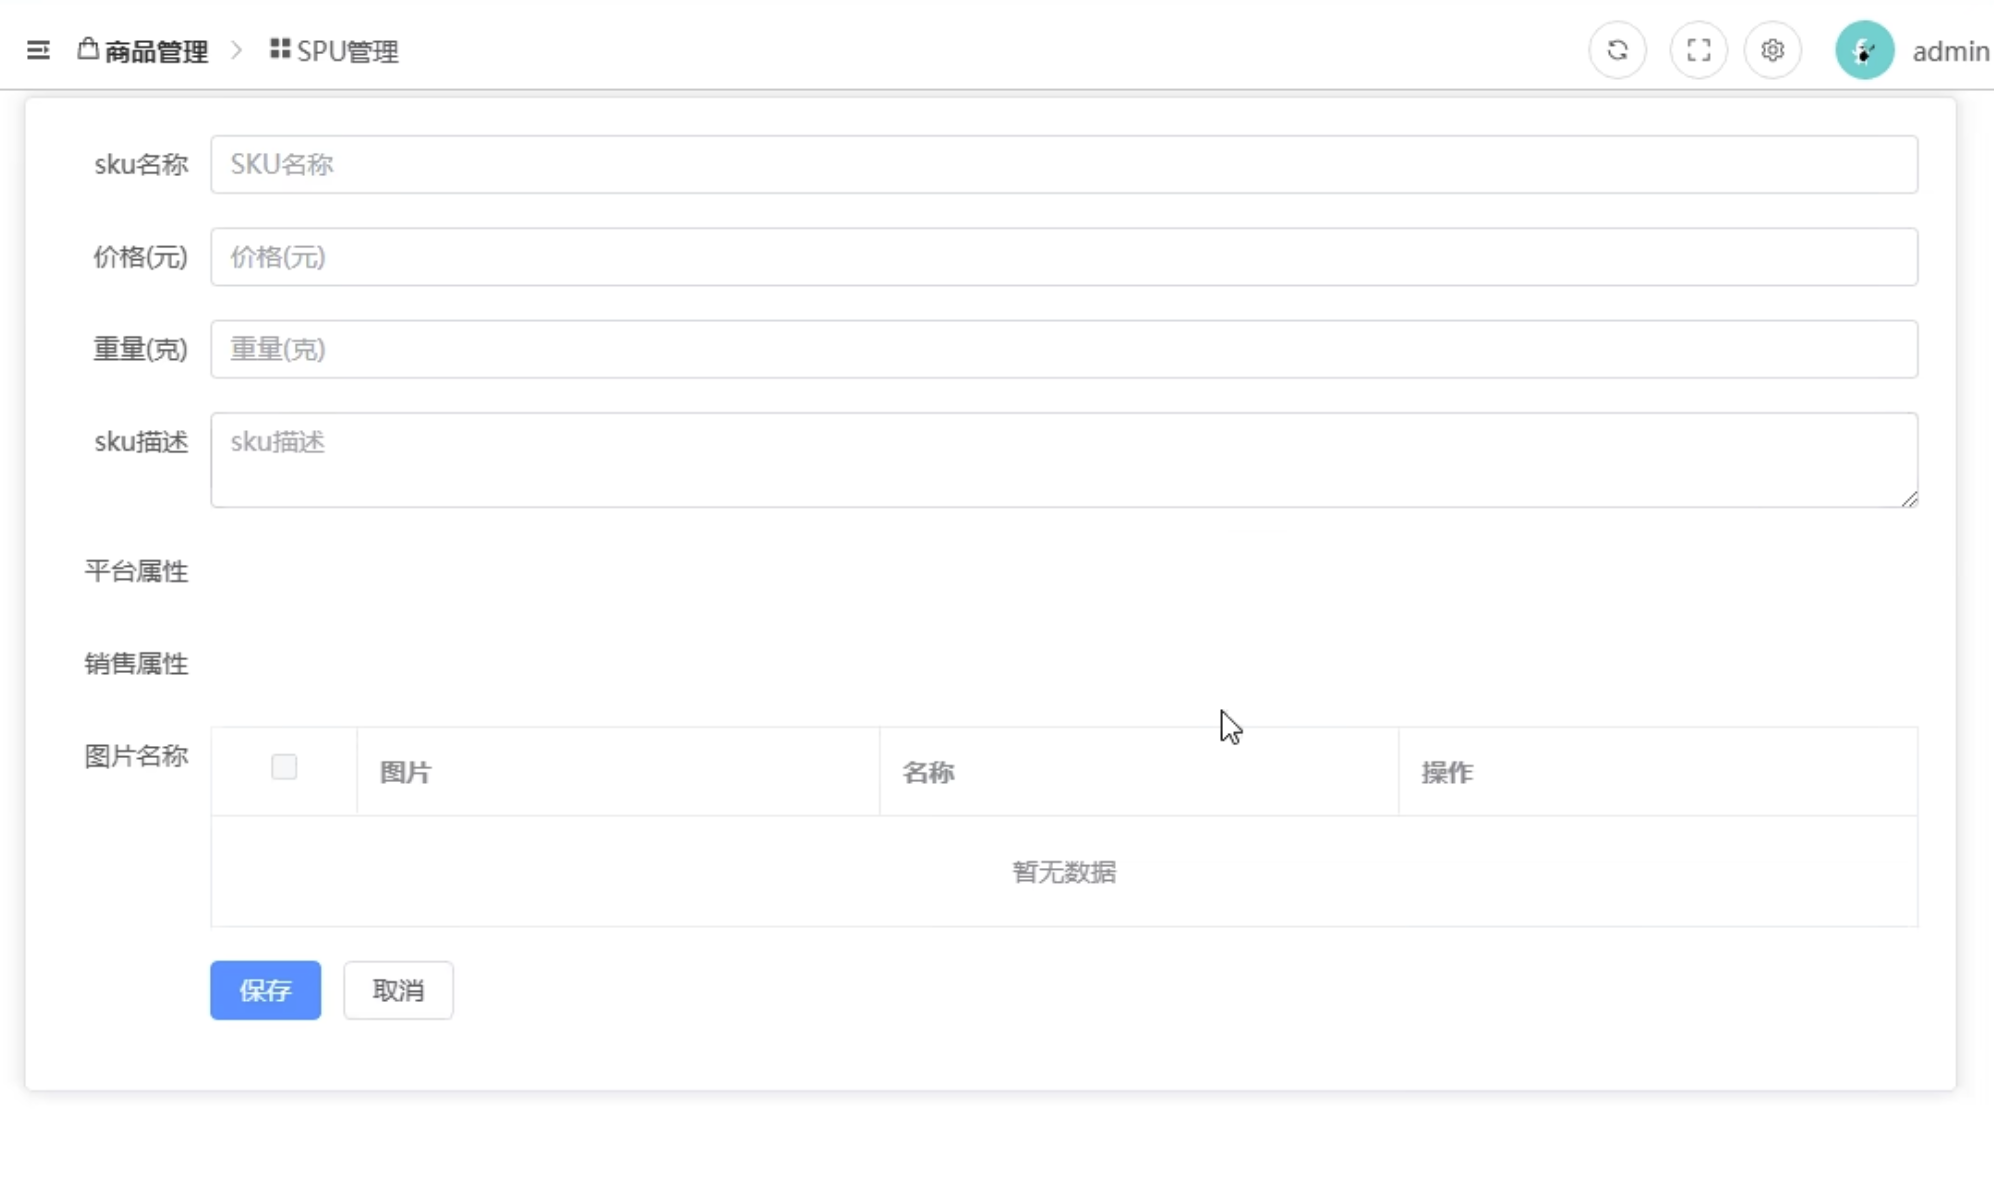 商品管理 SPU管理 admin
sku名称 SKU名称
价格(元) 价格(元)
重量(克) 重量(克)
sku描述 sku描述
平台属性
销售属性
图片名称 图片 名称 操作
暂无数据
保存 取消